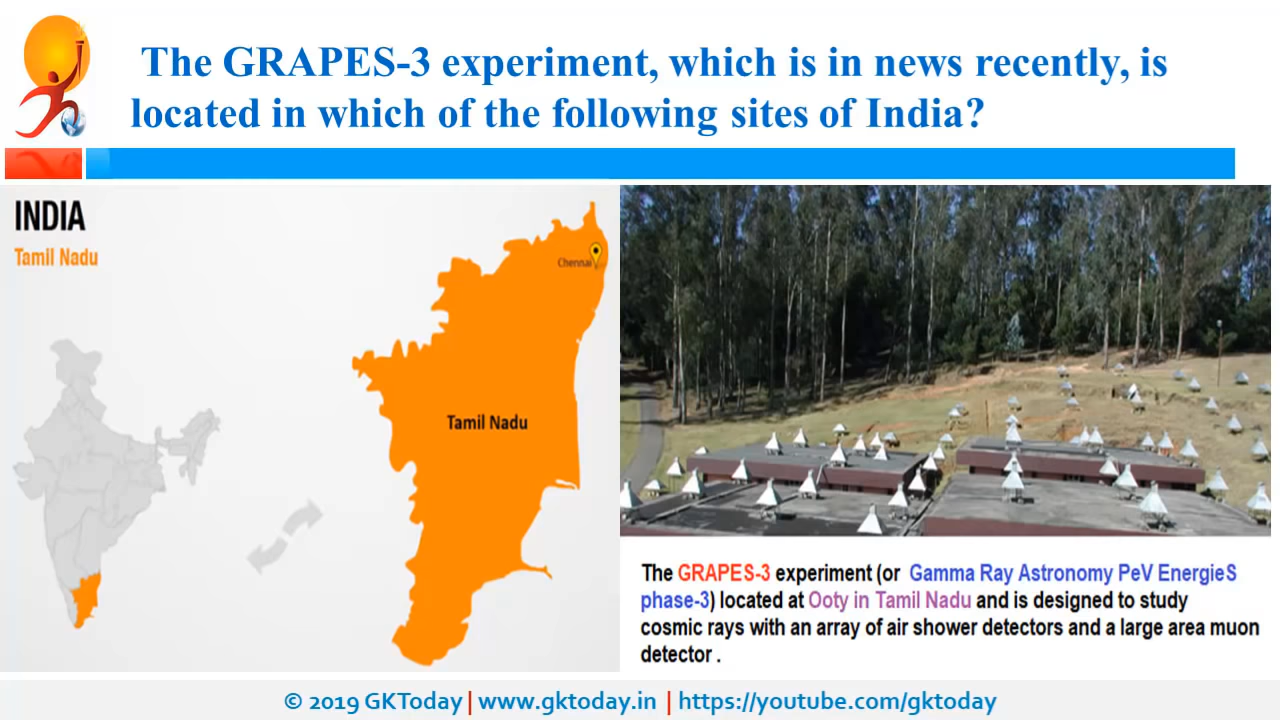 The GRAPES-3 experiment, which is in news recently, is
located in which of the following sites of India?
INDIA
Tamil Nadu
Chennai
Tamil Nadu
The GRAPES-3 experiment (or Gamma Ray Astronomy PeV EnergieS
phase-3) located at Ooty in Tamil Nadu and is designed to study
cosmic rays with an array of air shower detectors and a large area muon
detector .
© 2019 GKToday | www.gktoday.in | https://youtube.com/gktoday